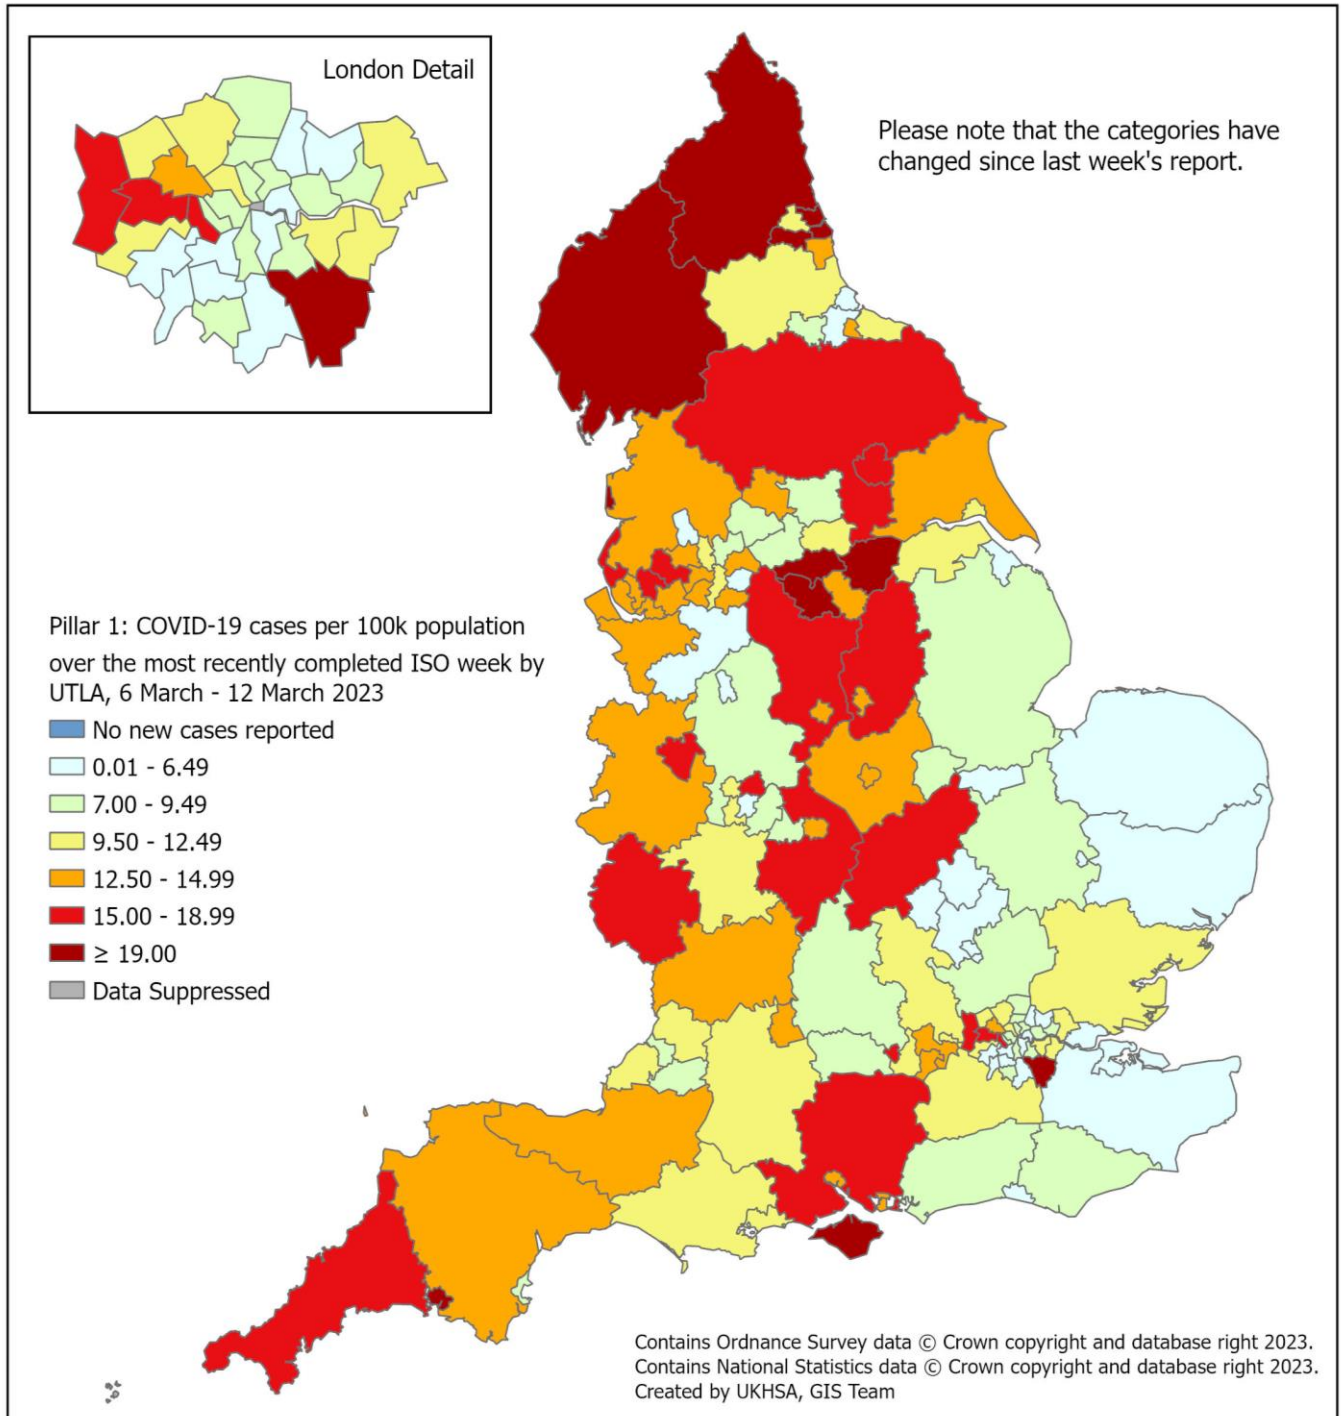 London Detail
Please note that the categories have
changed since last week's report.
Pillar 1: COVID-19 cases per 100k population
over the most recently completed ISO week by
UTLA, 6 March - 12 March 2023
No new cases reported
0.01 - 6.49
7.00 - 9.49
9.50 - 12.49
12.50 - 14.99
15.00 - 18.99
≥ 19.00
Data Suppressed
Contains Ordnance Survey data © Crown copyright and database right 2023.
Contains National Statistics data © Crown copyright and database right 2023.
Created by UKHSA, GIS Team